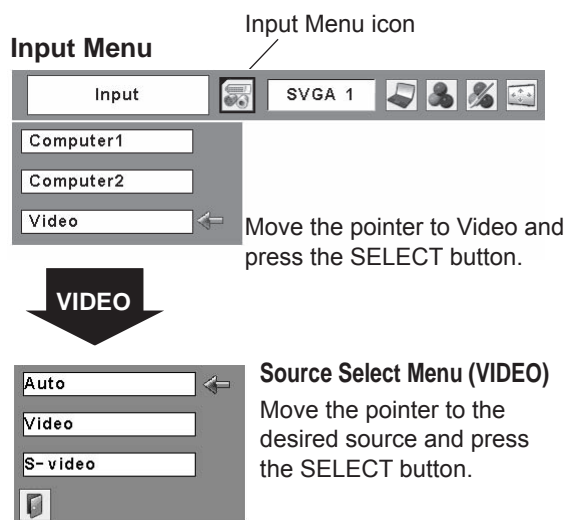 Input Menu icon
Input Menu
Input
SVGA 1
Computer1
Computer2
Video
Move the pointer to Video and
press the SELECT button.
VIDEO
Auto
Video
S-video
Source Select Menu (VIDEO)
Move the pointer to the
desired source and press
the SELECT button.